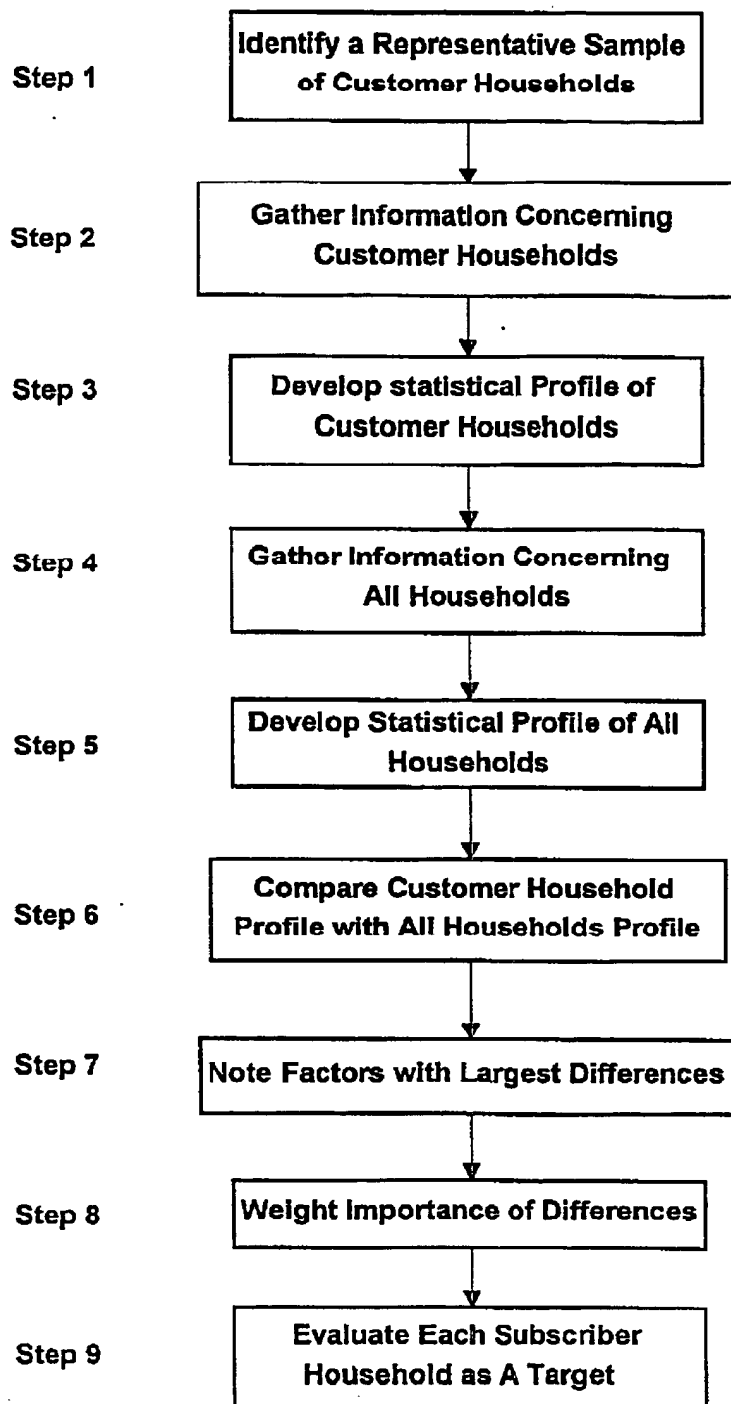 Step 1
Identify a Representative Sample
of Customer Households
Step 2
Gather Information Concerning
Customer Households
Step 3
Develop statistical Profile of
Customer Households
Step 4
Gathor Information Concerning
All Households
Step 5
Develop Statistical Profile of All
Households
Step 6
Compare Customer Household
Profile with All Households Profile
Step 7
Note Factors with Largest Differences
Step 8
Weight Importance of Differences
Step 9
Evaluate Each Subscriber
Household as A Target